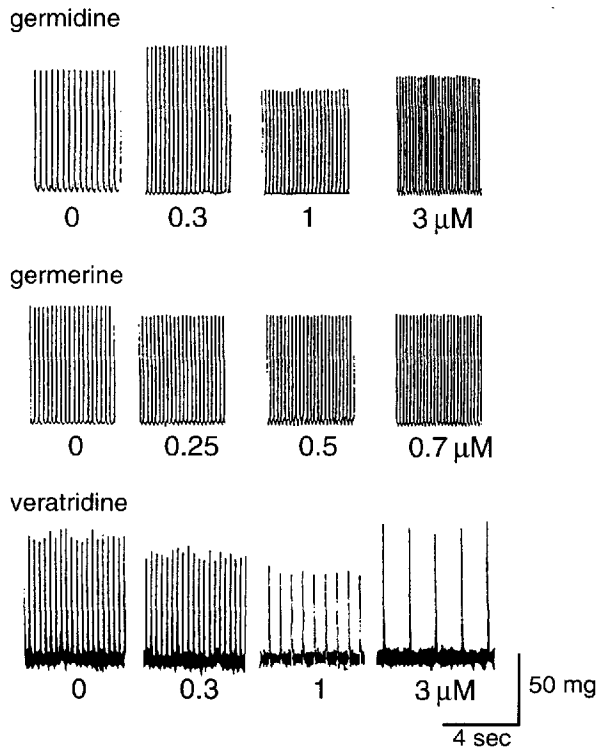 germidine
0 0.3 1 3 μM
germerine
0 0.25 0.5 0.7 μM
veratridine
0 0.3 1 3 μM
50 mg
4 sec